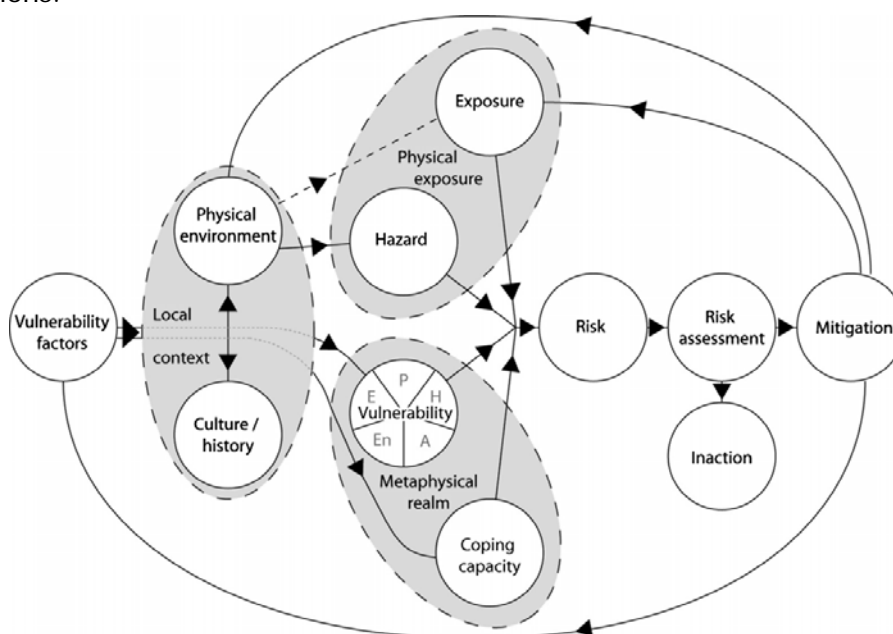 Exposure
Physical
exposure
Physical
environment
Hazard
Vulnerability
factors
Local
context
Risk
Risk
assessment
Mitigation
P
E
H
Vulnerability
En
A
Culture /
history
Metaphysical
realm
Inaction
Coping
capacity